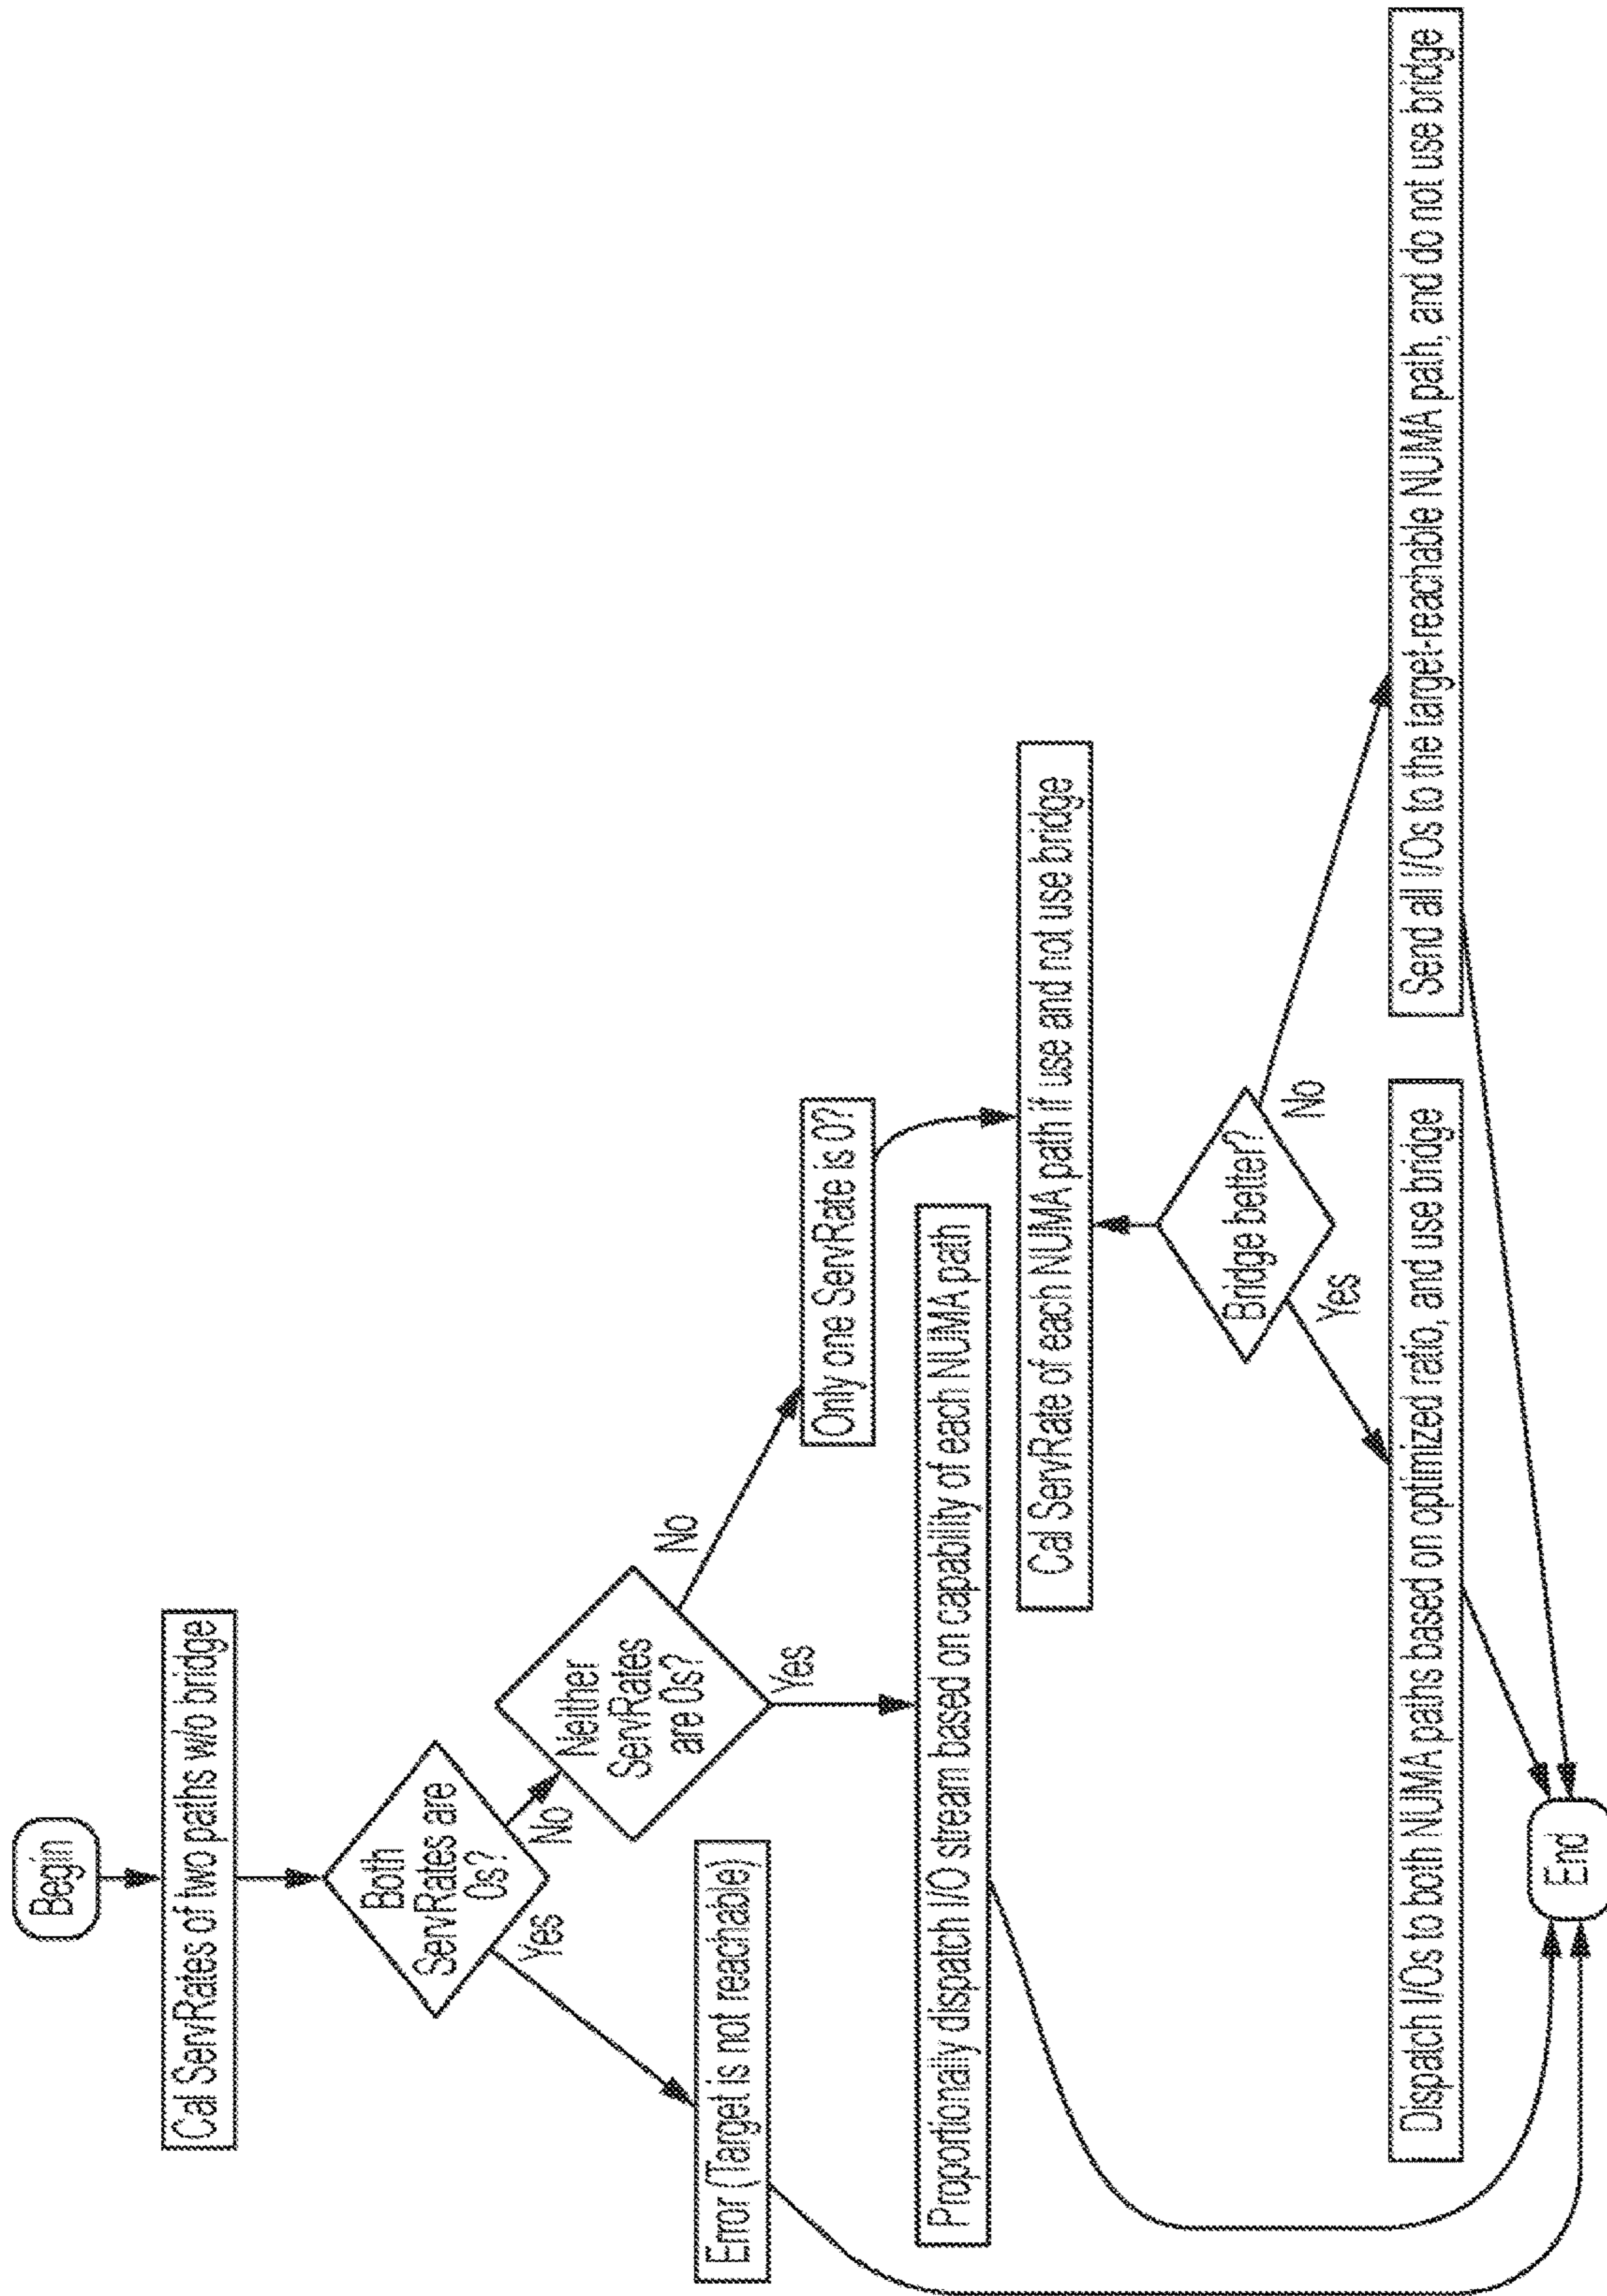 Begin
Cal ServRates of two paths w/o bridge
Both
ServRates are
0s?
Yes
No
Neither
ServRates
are 0s?
No
Yes
Error (Target is not reachable)
Only one ServRate is 0?
Proportionally dispatch I/O stream based on capability of each NUMA path
Cal ServRate of each NUMA path if use and not use bridge
Bridge better?
Yes
No
Dispatch I/Os to both NUMA paths based on optimized ratio, and use bridge
Send all I/Os to the target-reachable NUMA path, and do not use bridge
End